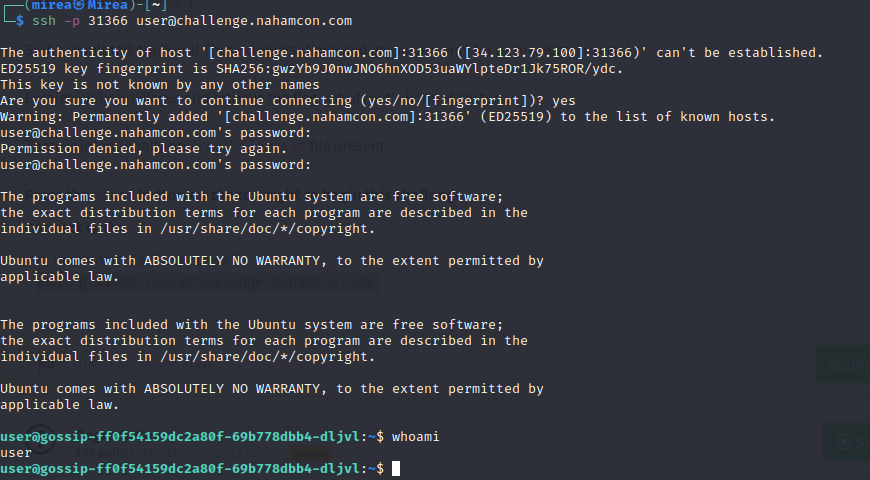 (mirea㉿Mirea)-[~]
$ ssh -p 31366 user@challenge.nahamcon.com
The authenticity of host '[challenge.nahamcon.com]:31366 ([34.123.79.100]:31366)' can't be established.
ED25519 key fingerprint is SHA256:gwzYb9J0nwJNO6hnXOD53uaWYlpteDr1Jk75ROR/ydc.
This key is not known by any other names
Are you sure you want to continue connecting (yes/no/[fingerprint])? yes
Warning: Permanently added '[challenge.nahamcon.com]:31366' (ED25519) to the list of known hosts.
user@challenge.nahamcon.com's password:
Permission denied, please try again.
file present.
user@challenge.nahamcon.com's password:
The programs included with the Ubuntu system are free software;
the exact distribution terms for each program are described in the
individual files in /usr/share/doc/*/copyright.
Ubuntu comes with ABSOLUTELY NO WARRANTY, to the extent permitted by
applicable law.
user@challenge.nahamcon.com
The programs included with the Ubuntu system are free software;
the exact distribution terms for each program are described in the
individual files in /usr/share/doc/*/copyright.
Ubuntu comes with ABSOLUTELY NO WARRANTY, to the extent permitted by
applicable law.
user@gossip-ff0f54159dc2a80f-69b778dbb4-dljvl:~$ whoami
user
user@gossip-ff0f54159dc2a80f-69b778dbb4-dljvl:~$